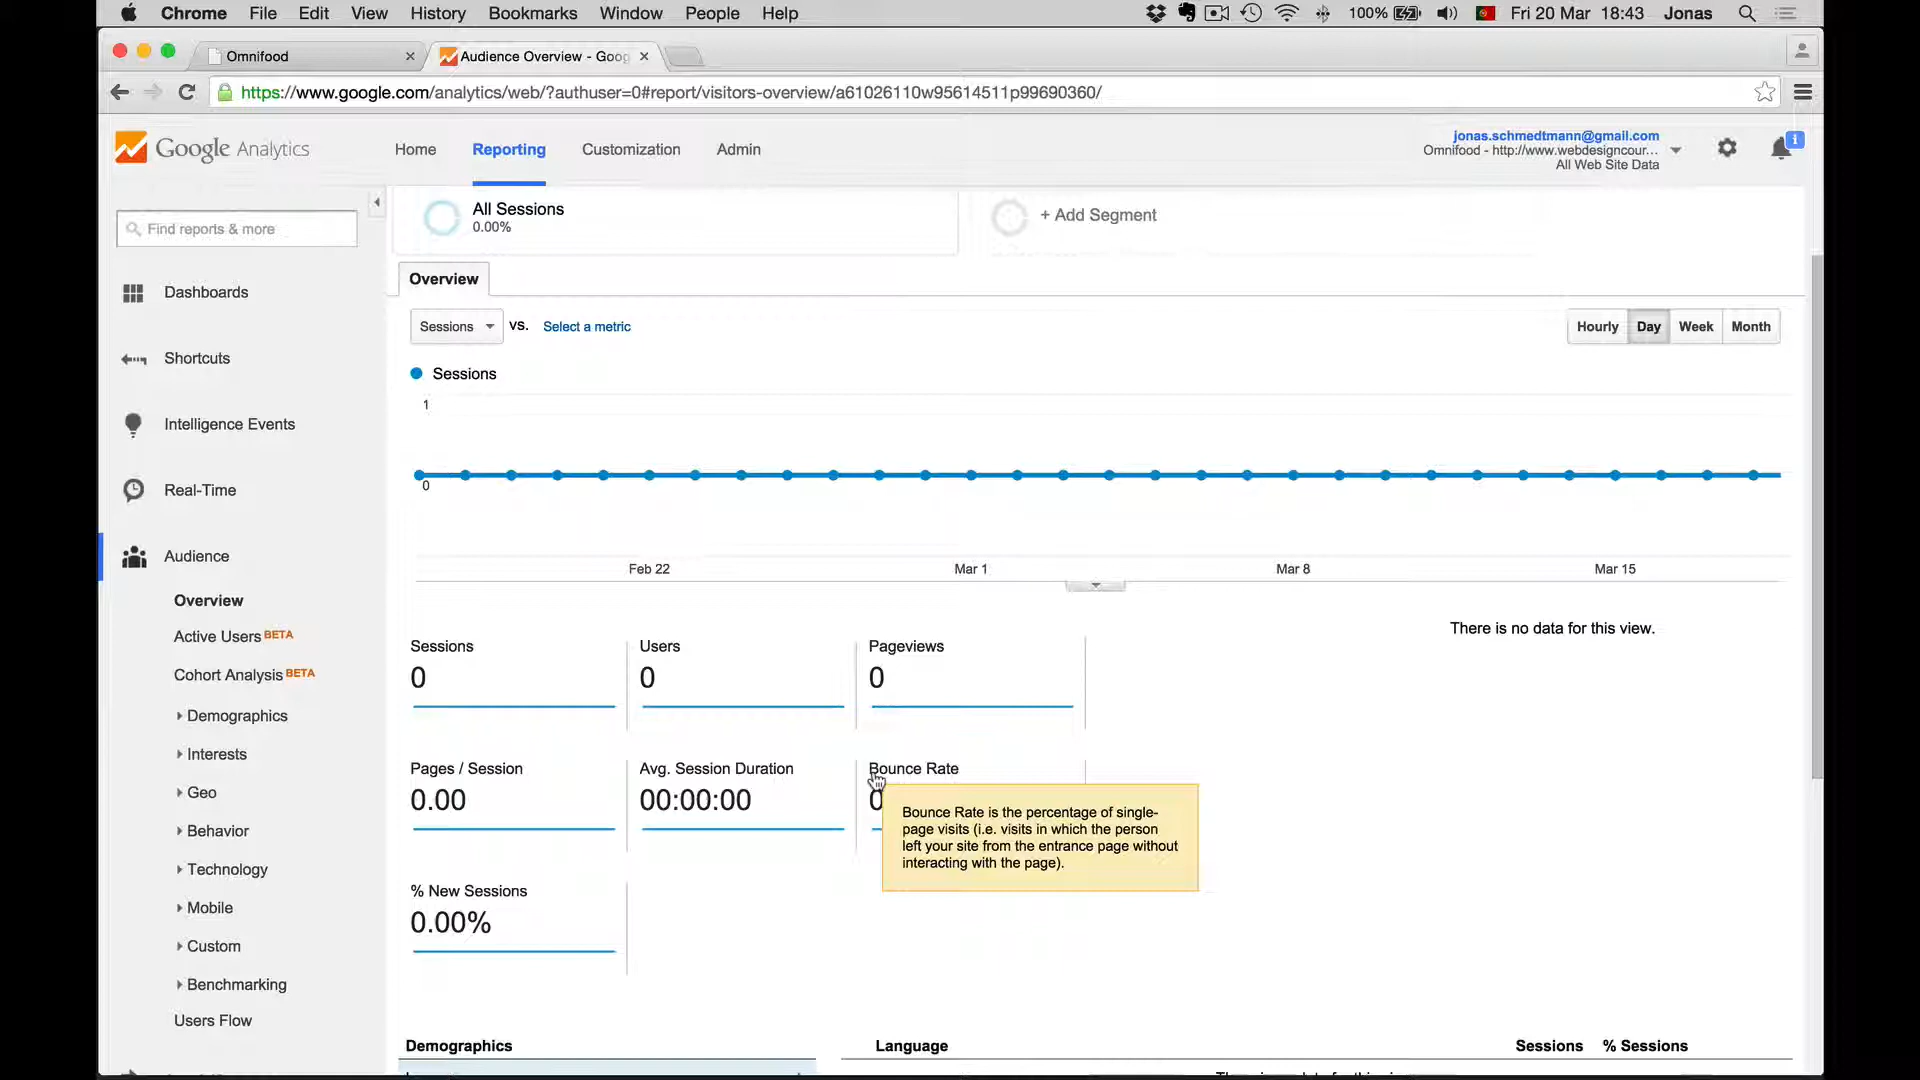 Chrome File Edit View History Bookmarks Window People Help 100% Fri 20 Mar 18:43 Jonas
Omnifood
Audience Overview - Goog
https://www.google.com/analytics/web/?authuser=0#report/visitors-overview/a61026110w95614511p99690360/
Google Analytics
Home Reporting Customization Admin
jonas.schmedtmann@gmail.com
Omnifood - http://www.webdesigncour...
All Web Site Data
i
Find reports & more
Dashboards
Shortcuts
Intelligence Events
Real-Time
Audience
Overview
Active Users BETA
Cohort Analysis BETA
Demographics
Interests
Geo
Behavior
Technology
Mobile
Custom
Benchmarking
Users Flow
All Sessions
0.00%
+ Add Segment
Overview
Sessions VS. Select a metric
Hourly Day Week Month
Sessions
1
0
Feb 22 Mar 1 Mar 8 Mar 15
There is no data for this view.
Sessions
0
Users
0
Pageviews
0
Pages / Session
0.00
Avg. Session Duration
00:00:00
Bounce Rate
Bounce Rate is the percentage of single-
page visits (i.e. visits in which the person
left your site from the entrance page without
interacting with the page).
% New Sessions
0.00%
Demographics
Language Sessions % Sessions